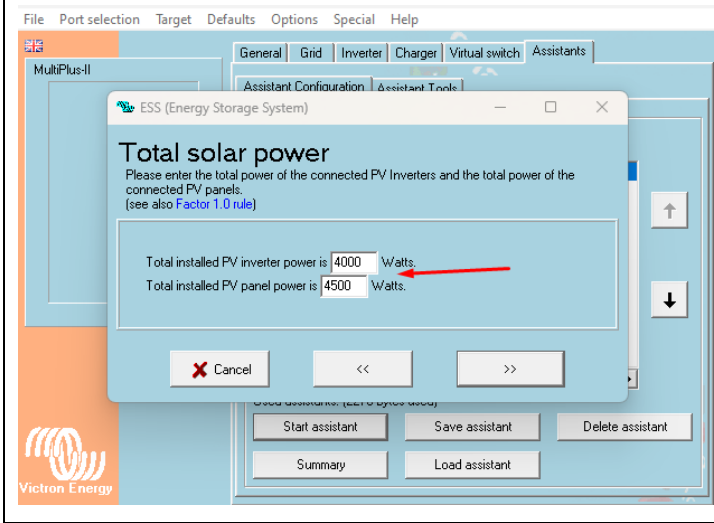 File Port selection Target Defaults Options Special Help
MultiPlus-II
General Grid Inverter Charger Virtual switch Assistants
Assistant Configuration Assistant Tools
ESS (Energy Storage System)
Total solar power
Please enter the total power of the connected PV Inverters and the total power of the
connected PV panels.
(see also Factor 1.0 rule)
Total installed PV inverter power is 4000 Watts.
Total installed PV panel power is 4500 Watts.
Cancel << >>
Start assistant Save assistant Delete assistant
Summary Load assistant
Victron Energy